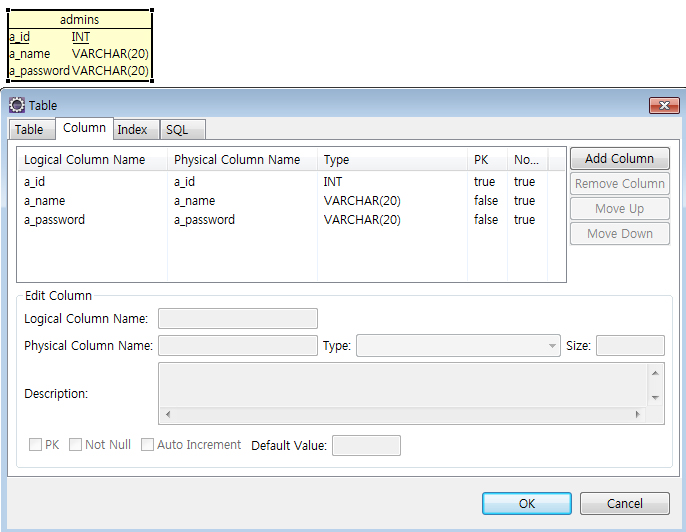 admins
a_id INT
a_name VARCHAR(20)
a_password VARCHAR(20)
Table
Table Column Index SQL
Logical Column Name Physical Column Name Type PK No...
a_id a_id INT true true
a_name a_name VARCHAR(20) false true
a_password a_password VARCHAR(20) false true
Add Column
Remove Column
Move Up
Move Down
Edit Column
Logical Column Name:
Physical Column Name: Type: Size:
Description:
PK Not Null Auto Increment Default Value:
OK Cancel